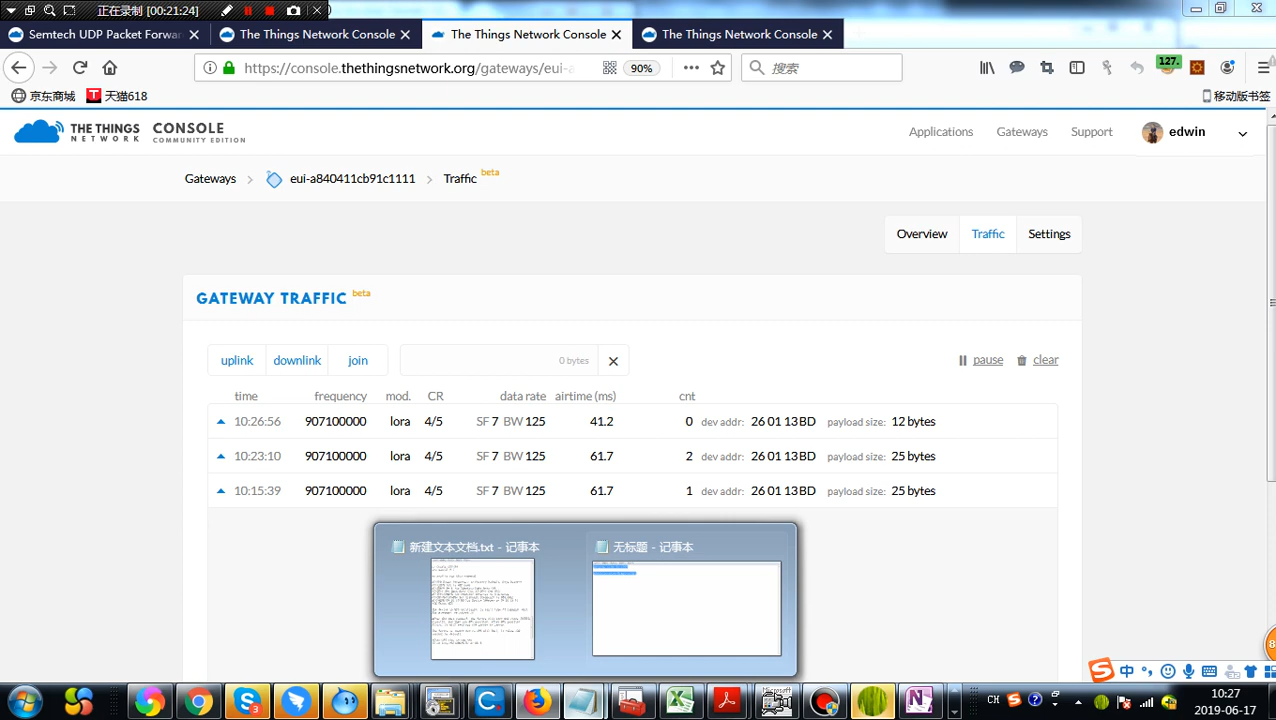 正在录制 [00:21:24]
Semtech UDP Packet Forwar
The Things Network Console
The Things Network Console
The Things Network Console
https://console.thethingsnetwork.org/gateways/eui-a
90%
搜索
127.
京东商城
天猫618
移动版书签
THE THINGS NETWORK
CONSOLE
COMMUNITY EDITION
Applications
Gateways
Support
edwin
Gateways
eui-a840411cb91c1111
Traffic beta
Overview
Traffic
Settings
GATEWAY TRAFFIC beta
uplink
downlink
join
0 bytes
pause
clear
time frequency mod. CR data rate airtime (ms) cnt
10:26:56 907100000 lora 4/5 SF 7 BW 125 41.2 0 dev addr: 26 01 13 BD payload size: 12 bytes
10:23:10 907100000 lora 4/5 SF 7 BW 125 61.7 2 dev addr: 26 01 13 BD payload size: 25 bytes
10:15:39 907100000 lora 4/5 SF 7 BW 125 61.7 1 dev addr: 26 01 13 BD payload size: 25 bytes
新建文本文档.txt - 记事本
无标题 - 记事本
中
CH
10:27
2019-06-17